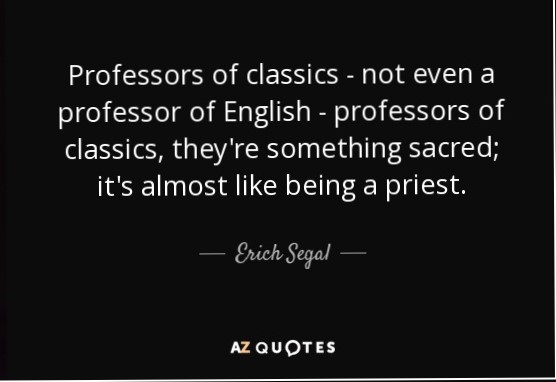 Professors of classics - not even a
professor of English - professors of
classics, they're something sacred;
it's almost like being a priest.
Erich Segal
AZ QUOTES